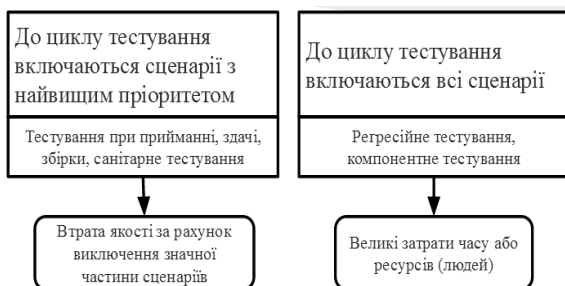 До циклу тестування
включаються сценарії з
найвищим пріоритетом
Тестування при прийманні, здачі,
збірки, санітарне тестування
Втрата якості за рахунок
виключення значної
частини сценаріїв
До циклу тестування
включаються всі сценарії
Регресійне тестування,
компонентне тестування
Великі затрати часу або
ресурсів (людей)